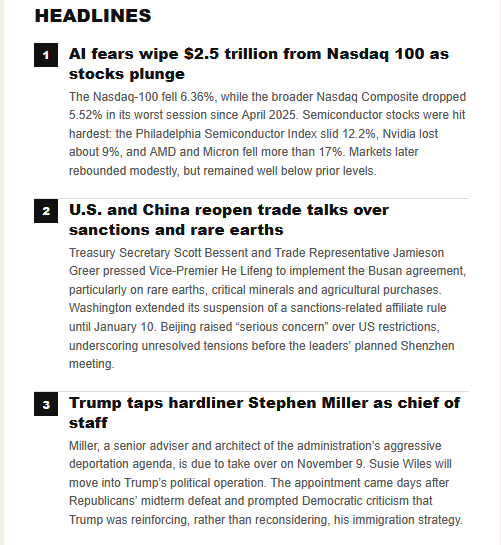 HEADLINES
1
AI fears wipe $2.5 trillion from Nasdaq 100 as
stocks plunge
The Nasdaq-100 fell 6.36%, while the broader Nasdaq Composite dropped
5.52% in its worst session since April 2025. Semiconductor stocks were hit
hardest: the Philadelphia Semiconductor Index slid 12.2%, Nvidia lost
about 9%, and AMD and Micron fell more than 17%. Markets later
rebounded modestly, but remained well below prior levels.
2
U.S. and China reopen trade talks over
sanctions and rare earths
Treasury Secretary Scott Bessent and Trade Representative Jamieson
Greer pressed Vice-Premier He Lifeng to implement the Busan agreement,
particularly on rare earths, critical minerals and agricultural purchases.
Washington extended its suspension of a sanctions-related affiliate rule
until January 10. Beijing raised “serious concern” over US restrictions,
underscoring unresolved tensions before the leaders’ planned Shenzhen
meeting.
3
Trump taps hardliner Stephen Miller as chief of
staff
Miller, a senior adviser and architect of the administration’s aggressive
deportation agenda, is due to take over on November 9. Susie Wiles will
move into Trump’s political operation. The appointment came days after
Republicans’ midterm defeat and prompted Democratic criticism that
Trump was reinforcing, rather than reconsidering, his immigration strategy.